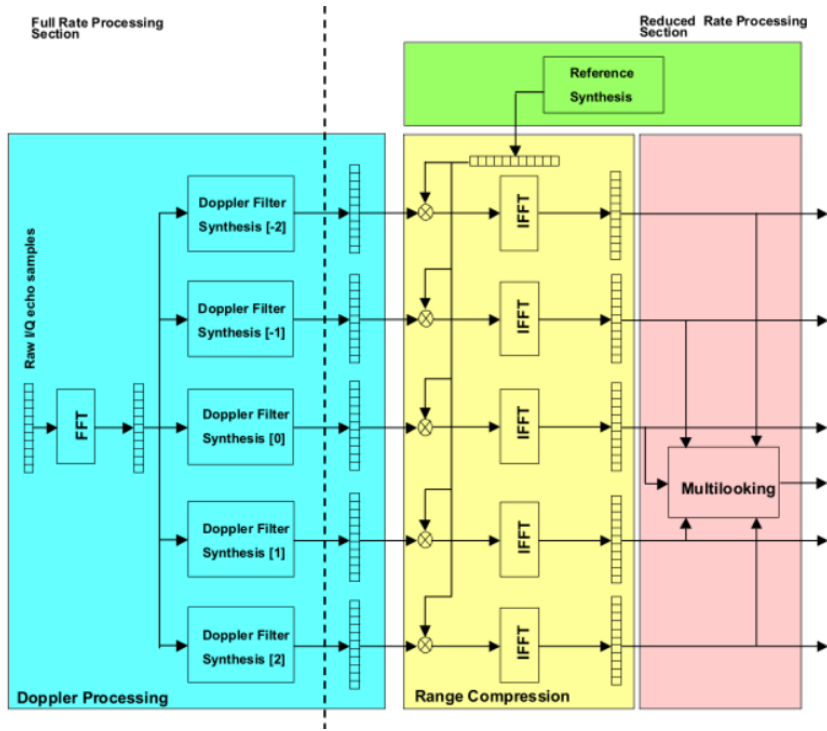 Full Rate Processing
Section
Reduced Rate Processing
Section
Reference
Synthesis
Raw I/Q echo samples
FFT
Doppler Filter
Synthesis [-2]
IFFT
Doppler Filter
Synthesis [-1]
IFFT
Doppler Filter
Synthesis [0]
IFFT
Multilooking
Doppler Filter
Synthesis [1]
IFFT
Doppler Filter
Synthesis [2]
IFFT
Doppler Processing
Range Compression